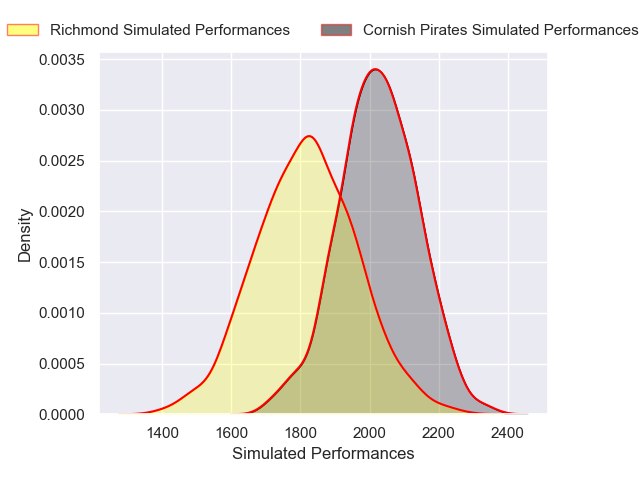 Richmond Simulated Performances
Cornish Pirates Simulated Performances
0.0035
0.0030
0.0025
0.0020
0.0015
0.0010
0.0005
0.0000
Density
1400 1600 1800 2000 2200 2400
Simulated Performances